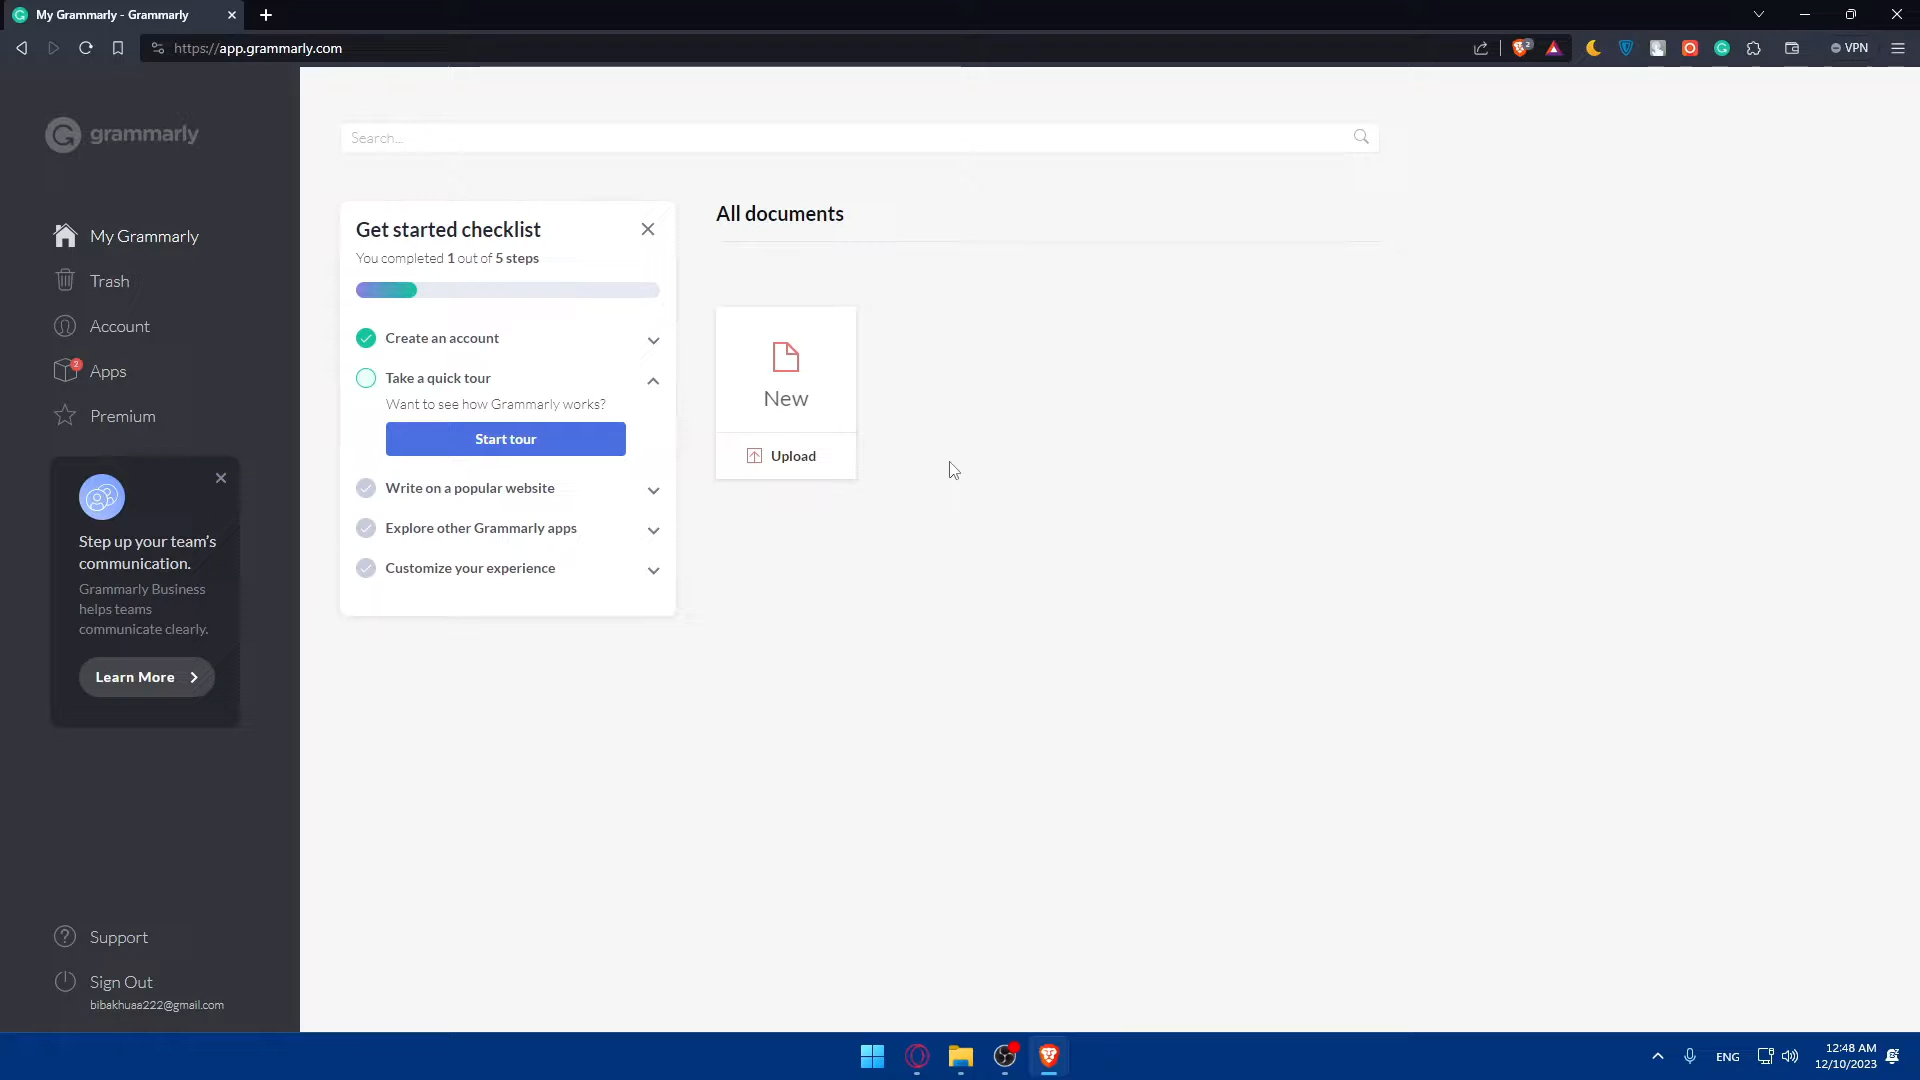 My Grammarly - Grammarly
https://app.grammarly.com
2
VPN
grammarly
Search...
My Grammarly
Trash
Account
2
Apps
Premium
Step up your team's
communication.
Grammarly Business
helps teams
communicate clearly.
Learn More
Support
Sign Out
bibakhuaa222@gmail.com
Get started checklist
You completed 1 out of 5 steps
Create an account
Take a quick tour
Want to see how Grammarly works?
Start tour
Write on a popular website
Explore other Grammarly apps
Customize your experience
All documents
New
Upload
ENG
12:48 AM
12/10/2023